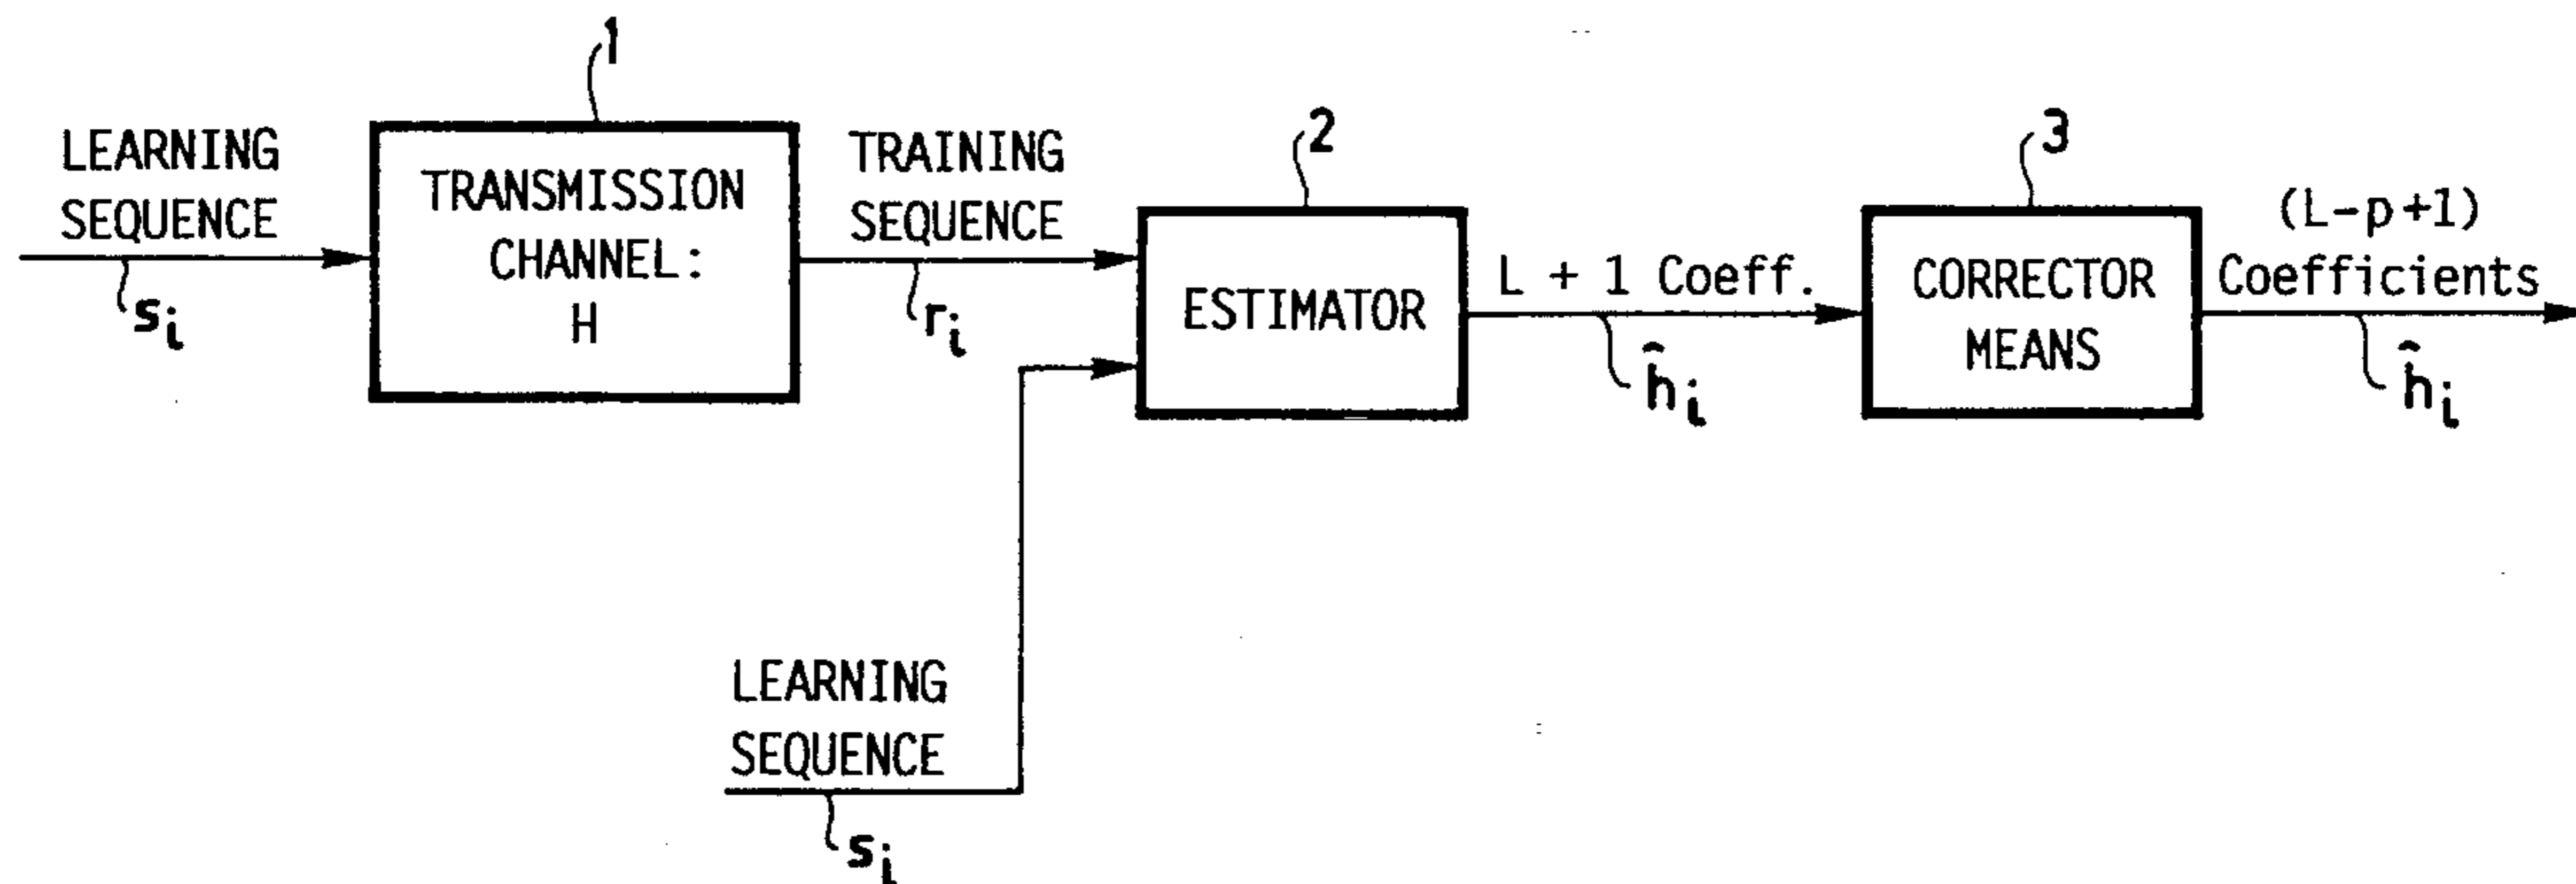 1
LEARNING
SEQUENCE
s_i
TRANSMISSION
CHANNEL:
H
TRAINING
SEQUENCE
r_i
2
ESTIMATOR
L + 1 Coeff.
ĥ_i
3
CORRECTOR
MEANS
(L-p+1)
Coefficients
ĥ_i
LEARNING
SEQUENCE
s_i